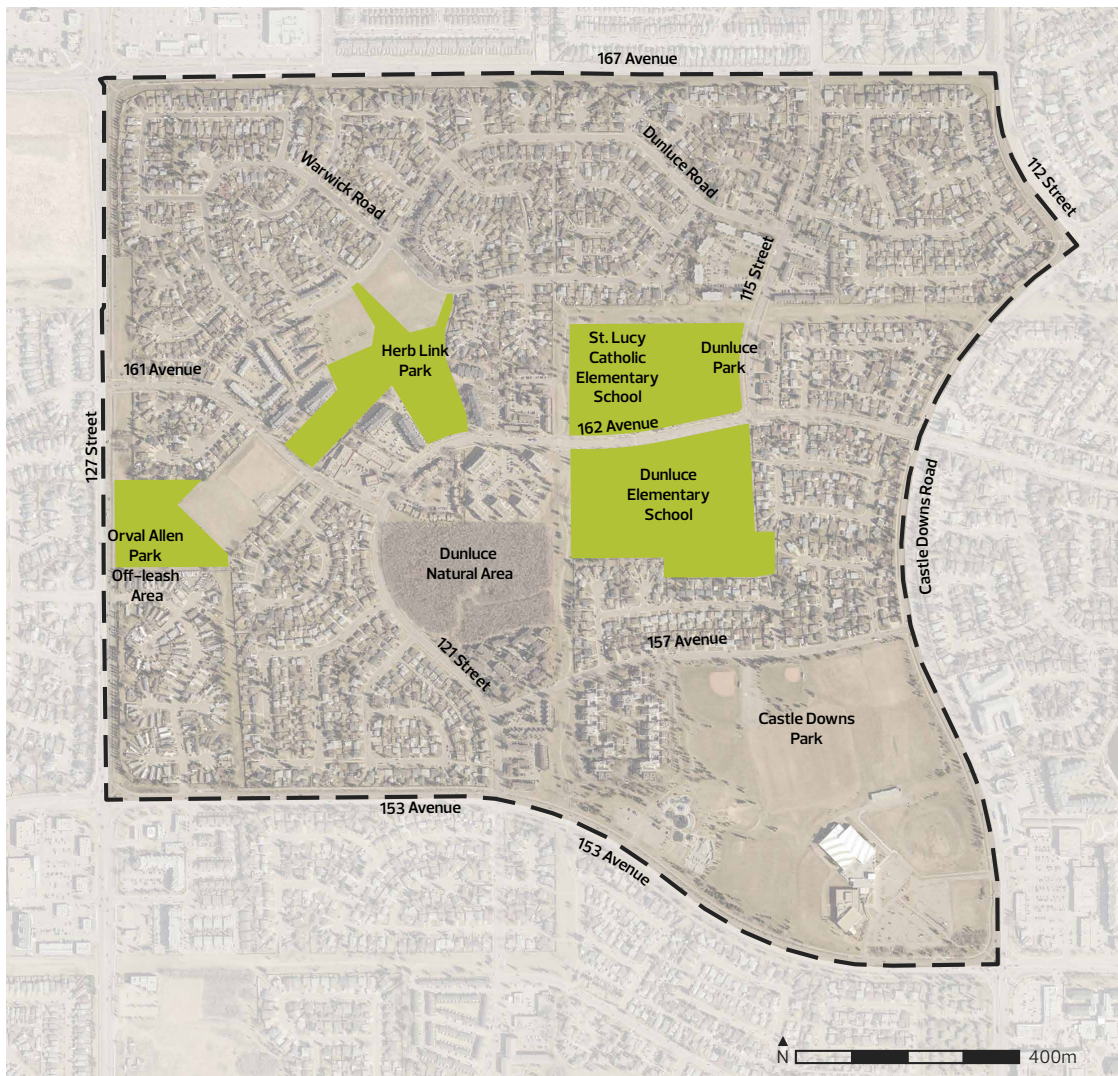 167 Avenue
Dunluce Road
Warwick Road
112 Street
115 Street
St. Lucy
Catholic
Elementary
School
Dunluce
Park
Herb Link
Park
161 Avenue
162 Avenue
127 Street
Dunluce
Elementary
School
Castle Downs Road
Orval Allen
Park
Off-leash
Area
Dunluce
Natural Area
157 Avenue
121 Street
Castle Downs
Park
153 Avenue
153 Avenue
N
400m